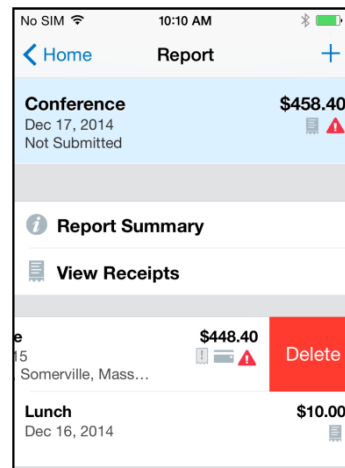 No SIM 10:10 AM
Home Report +
Conference $458.40
Dec 17, 2014
Not Submitted
Report Summary
View Receipts
e $448.40 Delete
15
Somerville, Mass…
Lunch $10.00
Dec 16, 2014